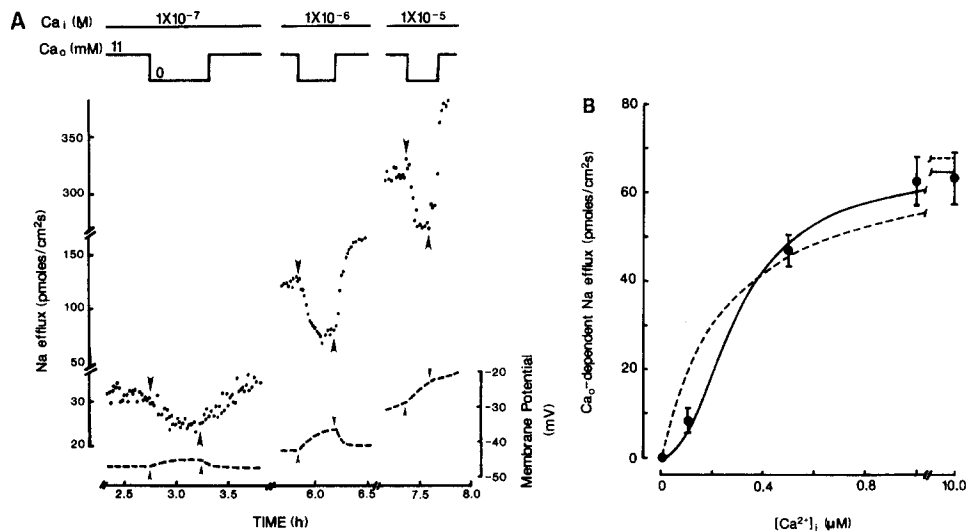 A
Ca i (M) 1X10⁻⁷ 1X10⁻⁶ 1X10⁻⁵
Ca o (mM) 11
0
350
300
150
100
50
30
20
Na efflux (pmoles/cm²s)
-20
-30
-40
-50
Membrane Potential
(mV)
2.5 3.0 3.5 6.0 6.5 7.5 8.0
TIME (h)
B
80
60
40
20
0
Ca₀-dependent Na efflux (pmoles/cm²s)
0 0.4 0.8 10.0
[Ca²⁺]ᵢ (μM)